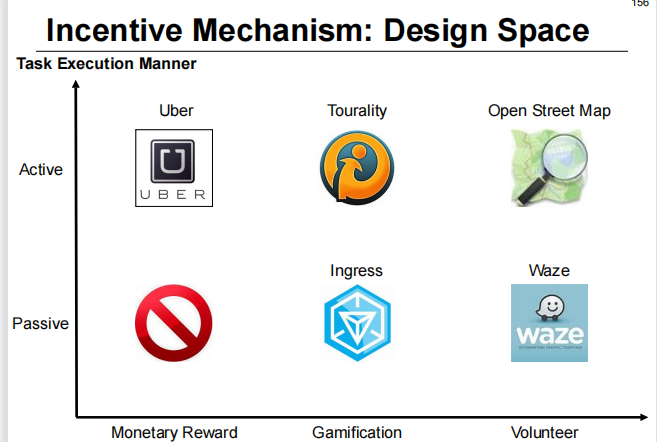 156
Incentive Mechanism: Design Space
Task Execution Manner
Uber
Tourality
Open Street Map
Active
UBER
Ingress
Waze
Passive
waze
Monetary Reward
Gamification
Volunteer